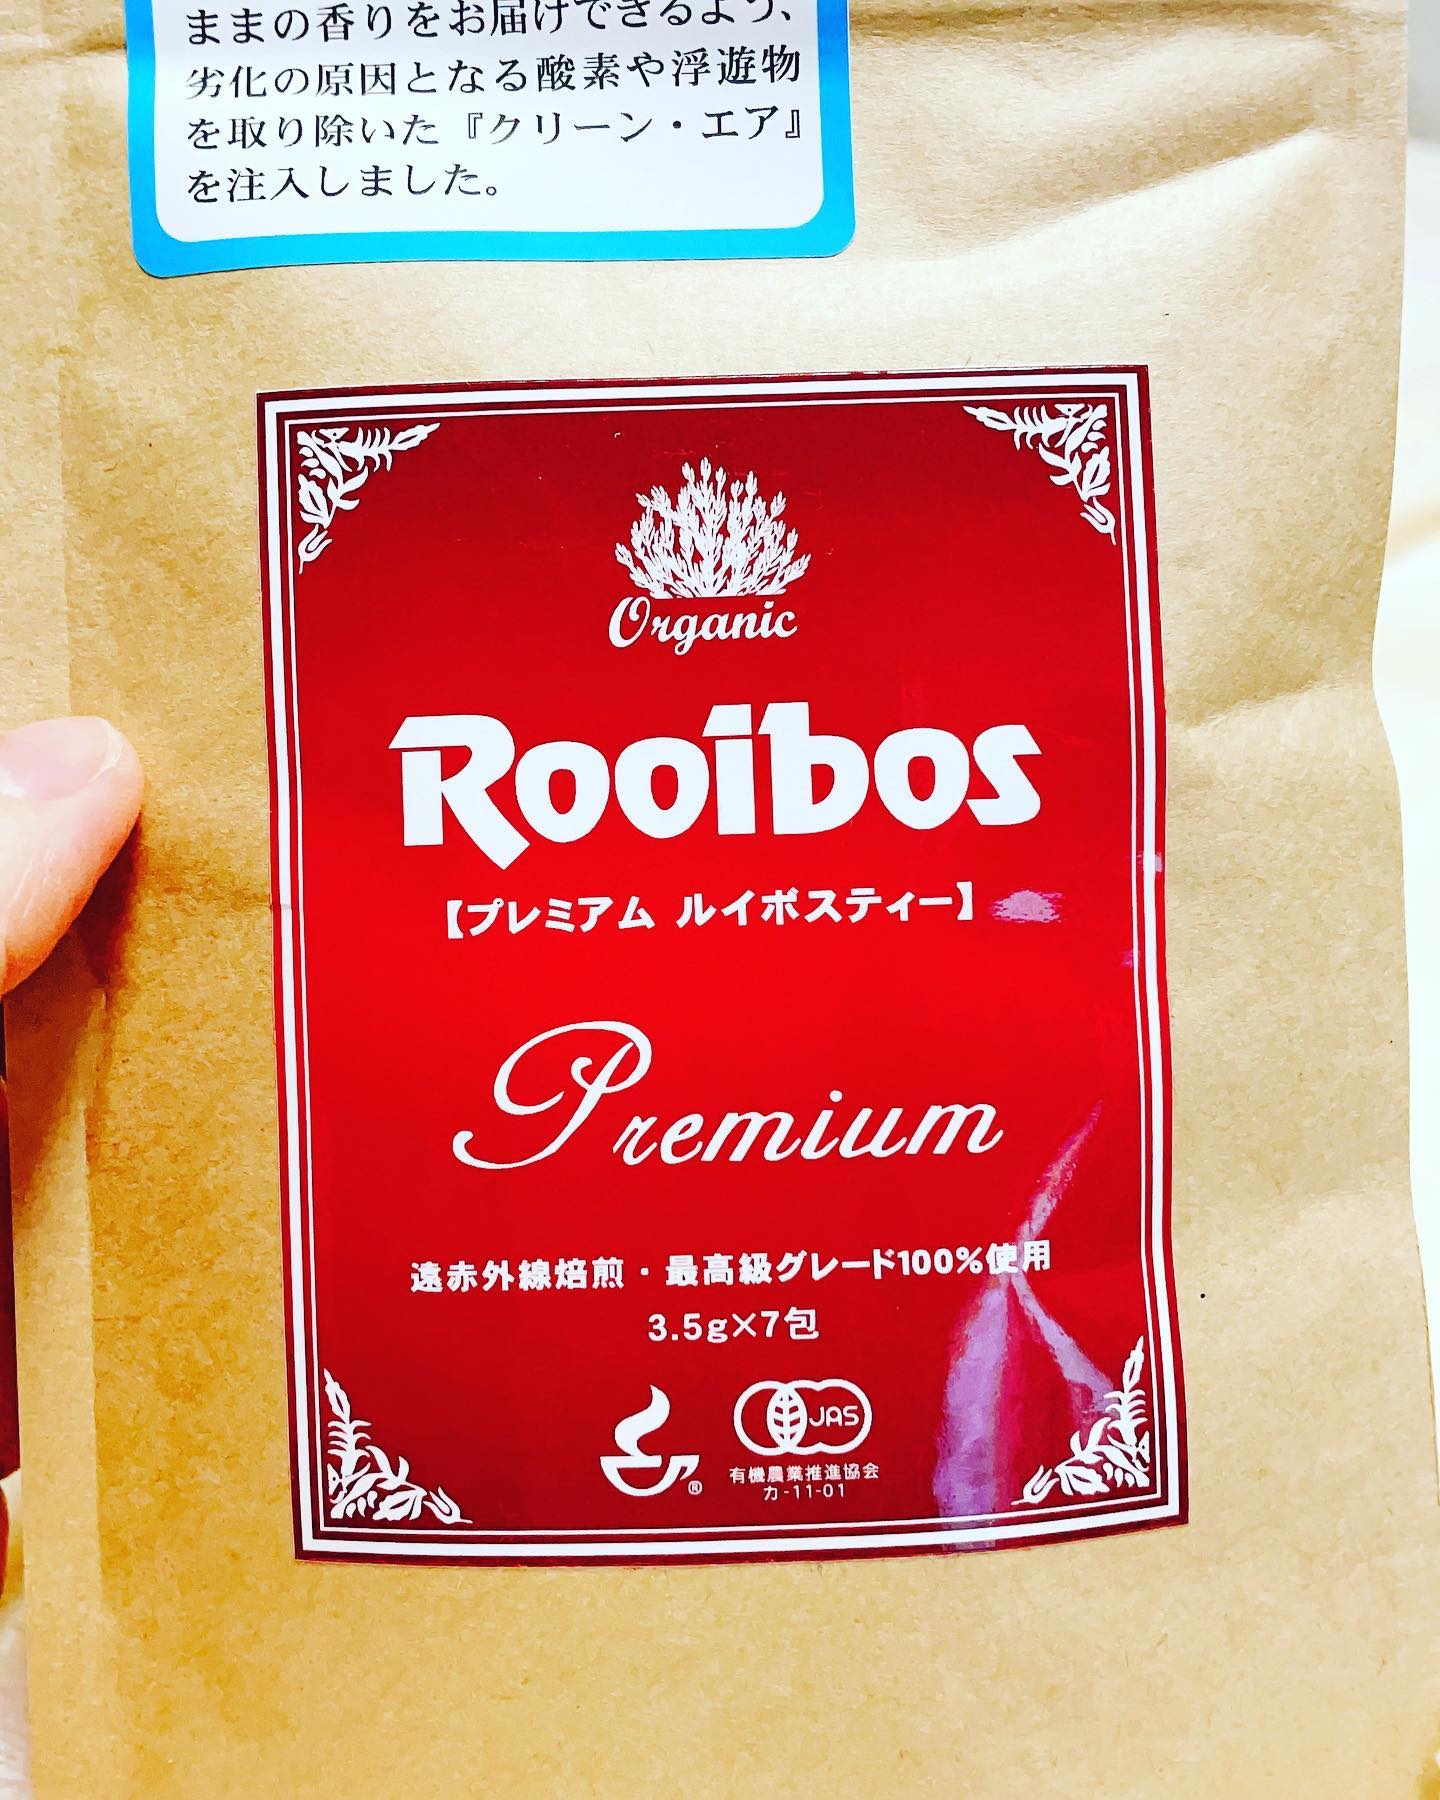 ままの香りをお届けできるよう、
劣化の原因となる酸素や浮遊物
を取り除いた『クリーン・エア』
を注入しました。
Organic
Rooibos
【プレミアム ルイボスティー】
Premium
遠赤外線焙煎・最高級グレード100%使用
3.5g×7包
JAS
®
有機農業推進協会
カ-11-01